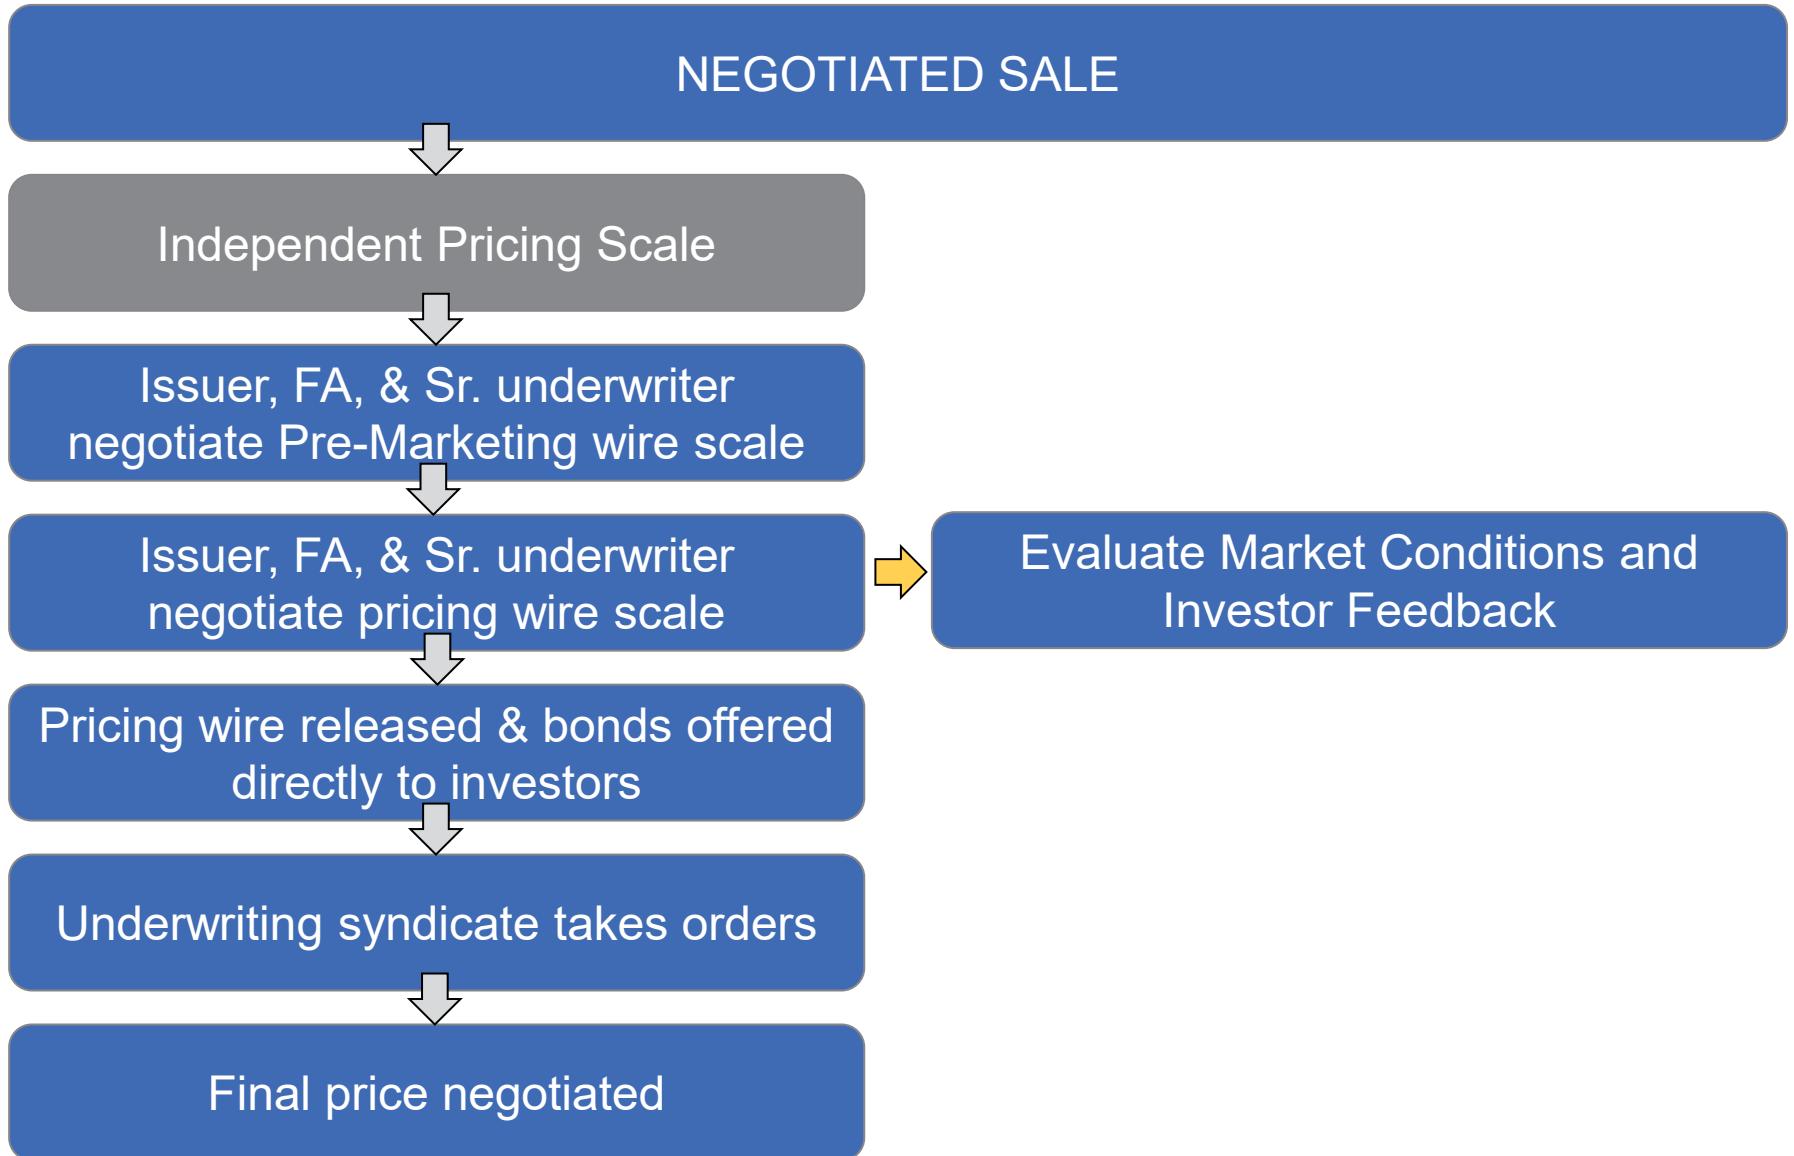 NEGOTIATED SALE
Independent Pricing Scale
Issuer, FA, & Sr. underwriter
negotiate Pre-Marketing wire scale
Issuer, FA, & Sr. underwriter
negotiate pricing wire scale
Evaluate Market Conditions and
Investor Feedback
Pricing wire released & bonds offered
directly to investors
Underwriting syndicate takes orders
Final price negotiated